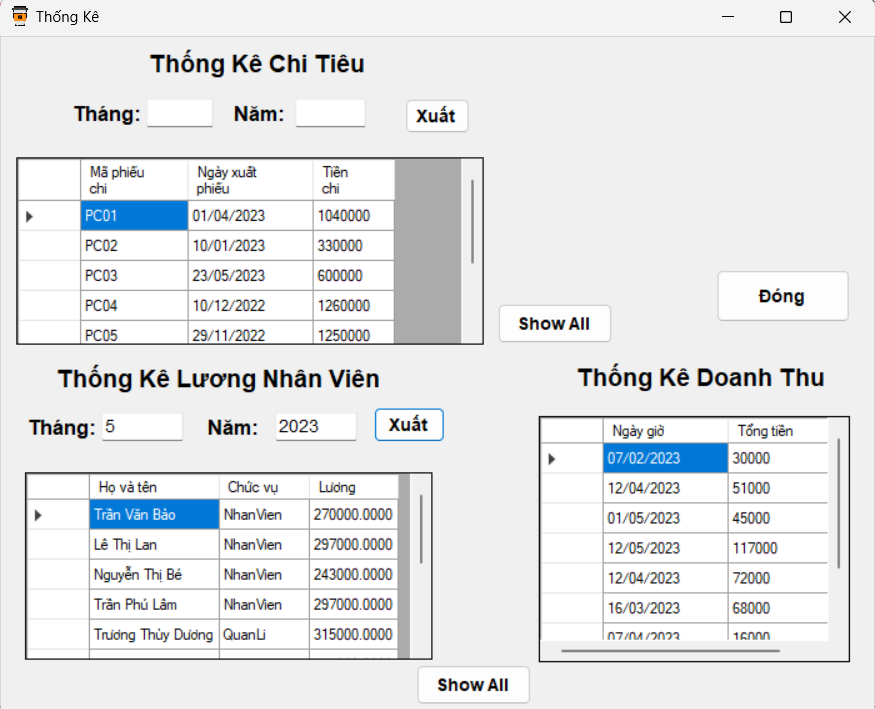 Thống Kê
Thống Kê Chi Tiêu
Tháng: Năm: Xuất
Mã phiếu chi Ngày xuất phiếu Tiền chi
PC01 01/04/2023 1040000
PC02 10/01/2023 330000
PC03 23/05/2023 600000
PC04 10/12/2022 1260000
PC05 29/11/2022 1250000
Show All
Đóng
Thống Kê Lương Nhân Viên
Tháng: 5 Năm: 2023 Xuất
Họ và tên Chức vụ Lương
Trần Văn Bảo NhanVien 270000.0000
Lê Thị Lan NhanVien 297000.0000
Nguyễn Thị Bé NhanVien 243000.0000
Trần Phú Lâm NhanVien 297000.0000
Trương Thùy Dương QuanLi 315000.0000
Show All
Thống Kê Doanh Thu
Ngày giờ Tổng tiền
07/02/2023 30000
12/04/2023 51000
01/05/2023 45000
12/05/2023 117000
12/04/2023 72000
16/03/2023 68000
07/04/2023 16000